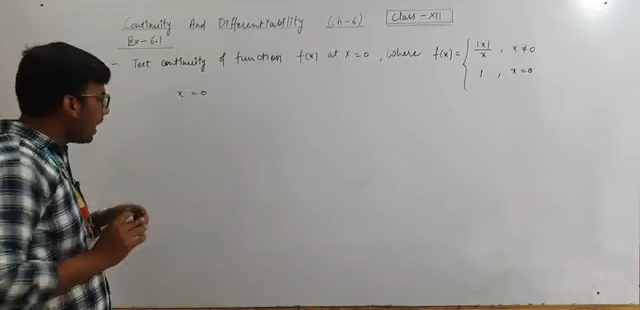 Continuity And Differentiability (Ch-6) Class-XII
Ex-6.1
= Test continuity of function f(x) at x=0, where f(x) = { |x|/x , x≠0
1 , x=0
x = 0